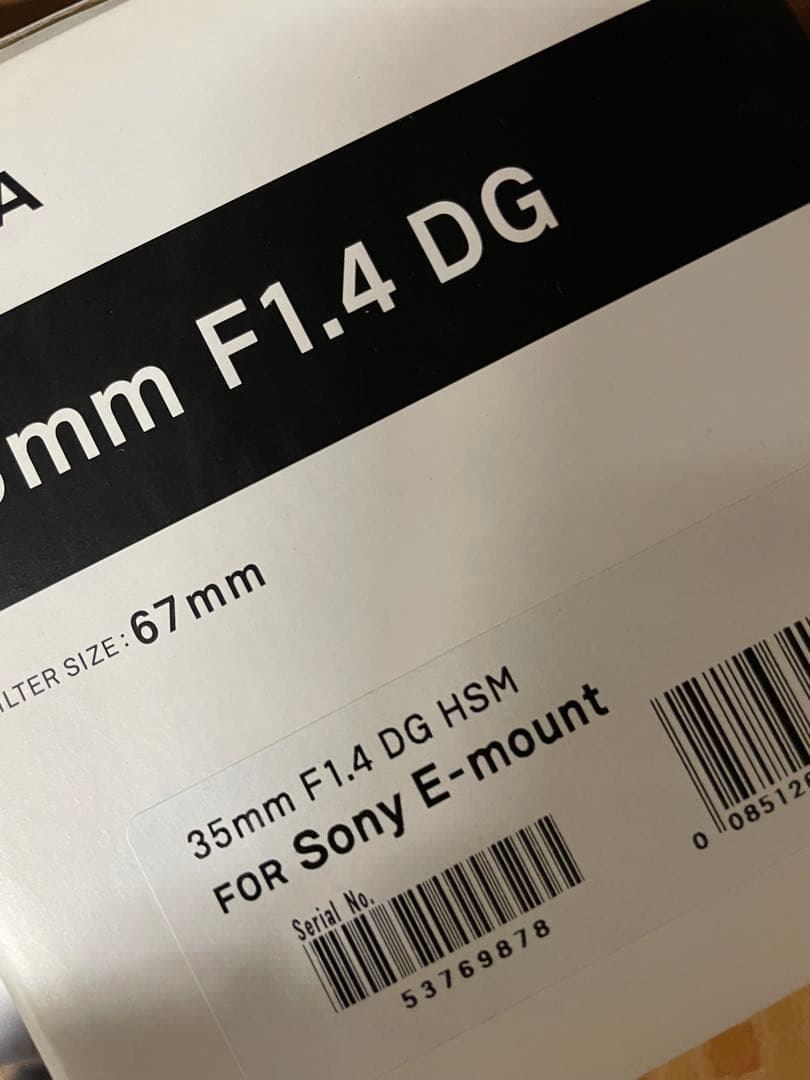 A
mm F1.4 DG
FILTER SIZE: 67mm
35mm F1.4 DG HSM
FOR Sony E-mount
Serial No.
53769878
0 08512